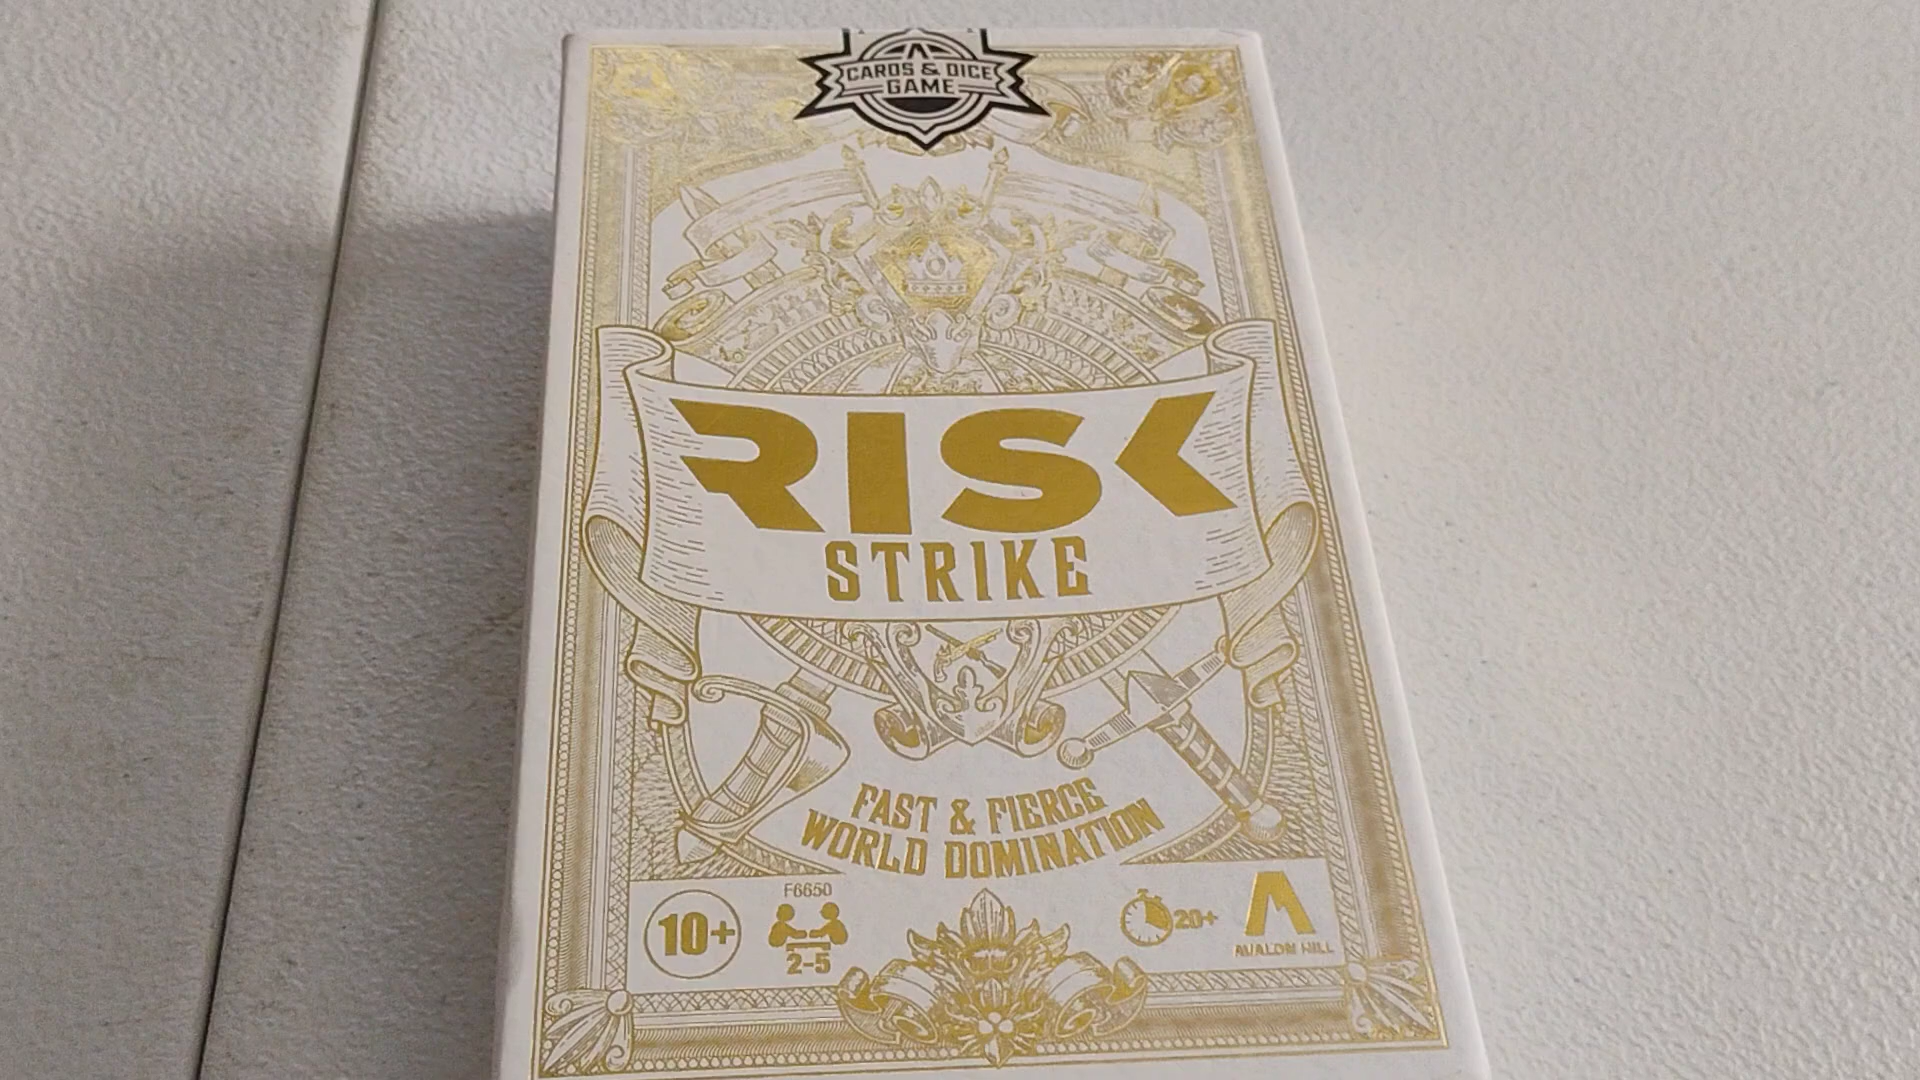 CARDS & DICE
GAME
RISK
STRIKE
FAST & FIERCE
WORLD DOMINATION
10+
F6650
2-5
20+
AVALON HILL